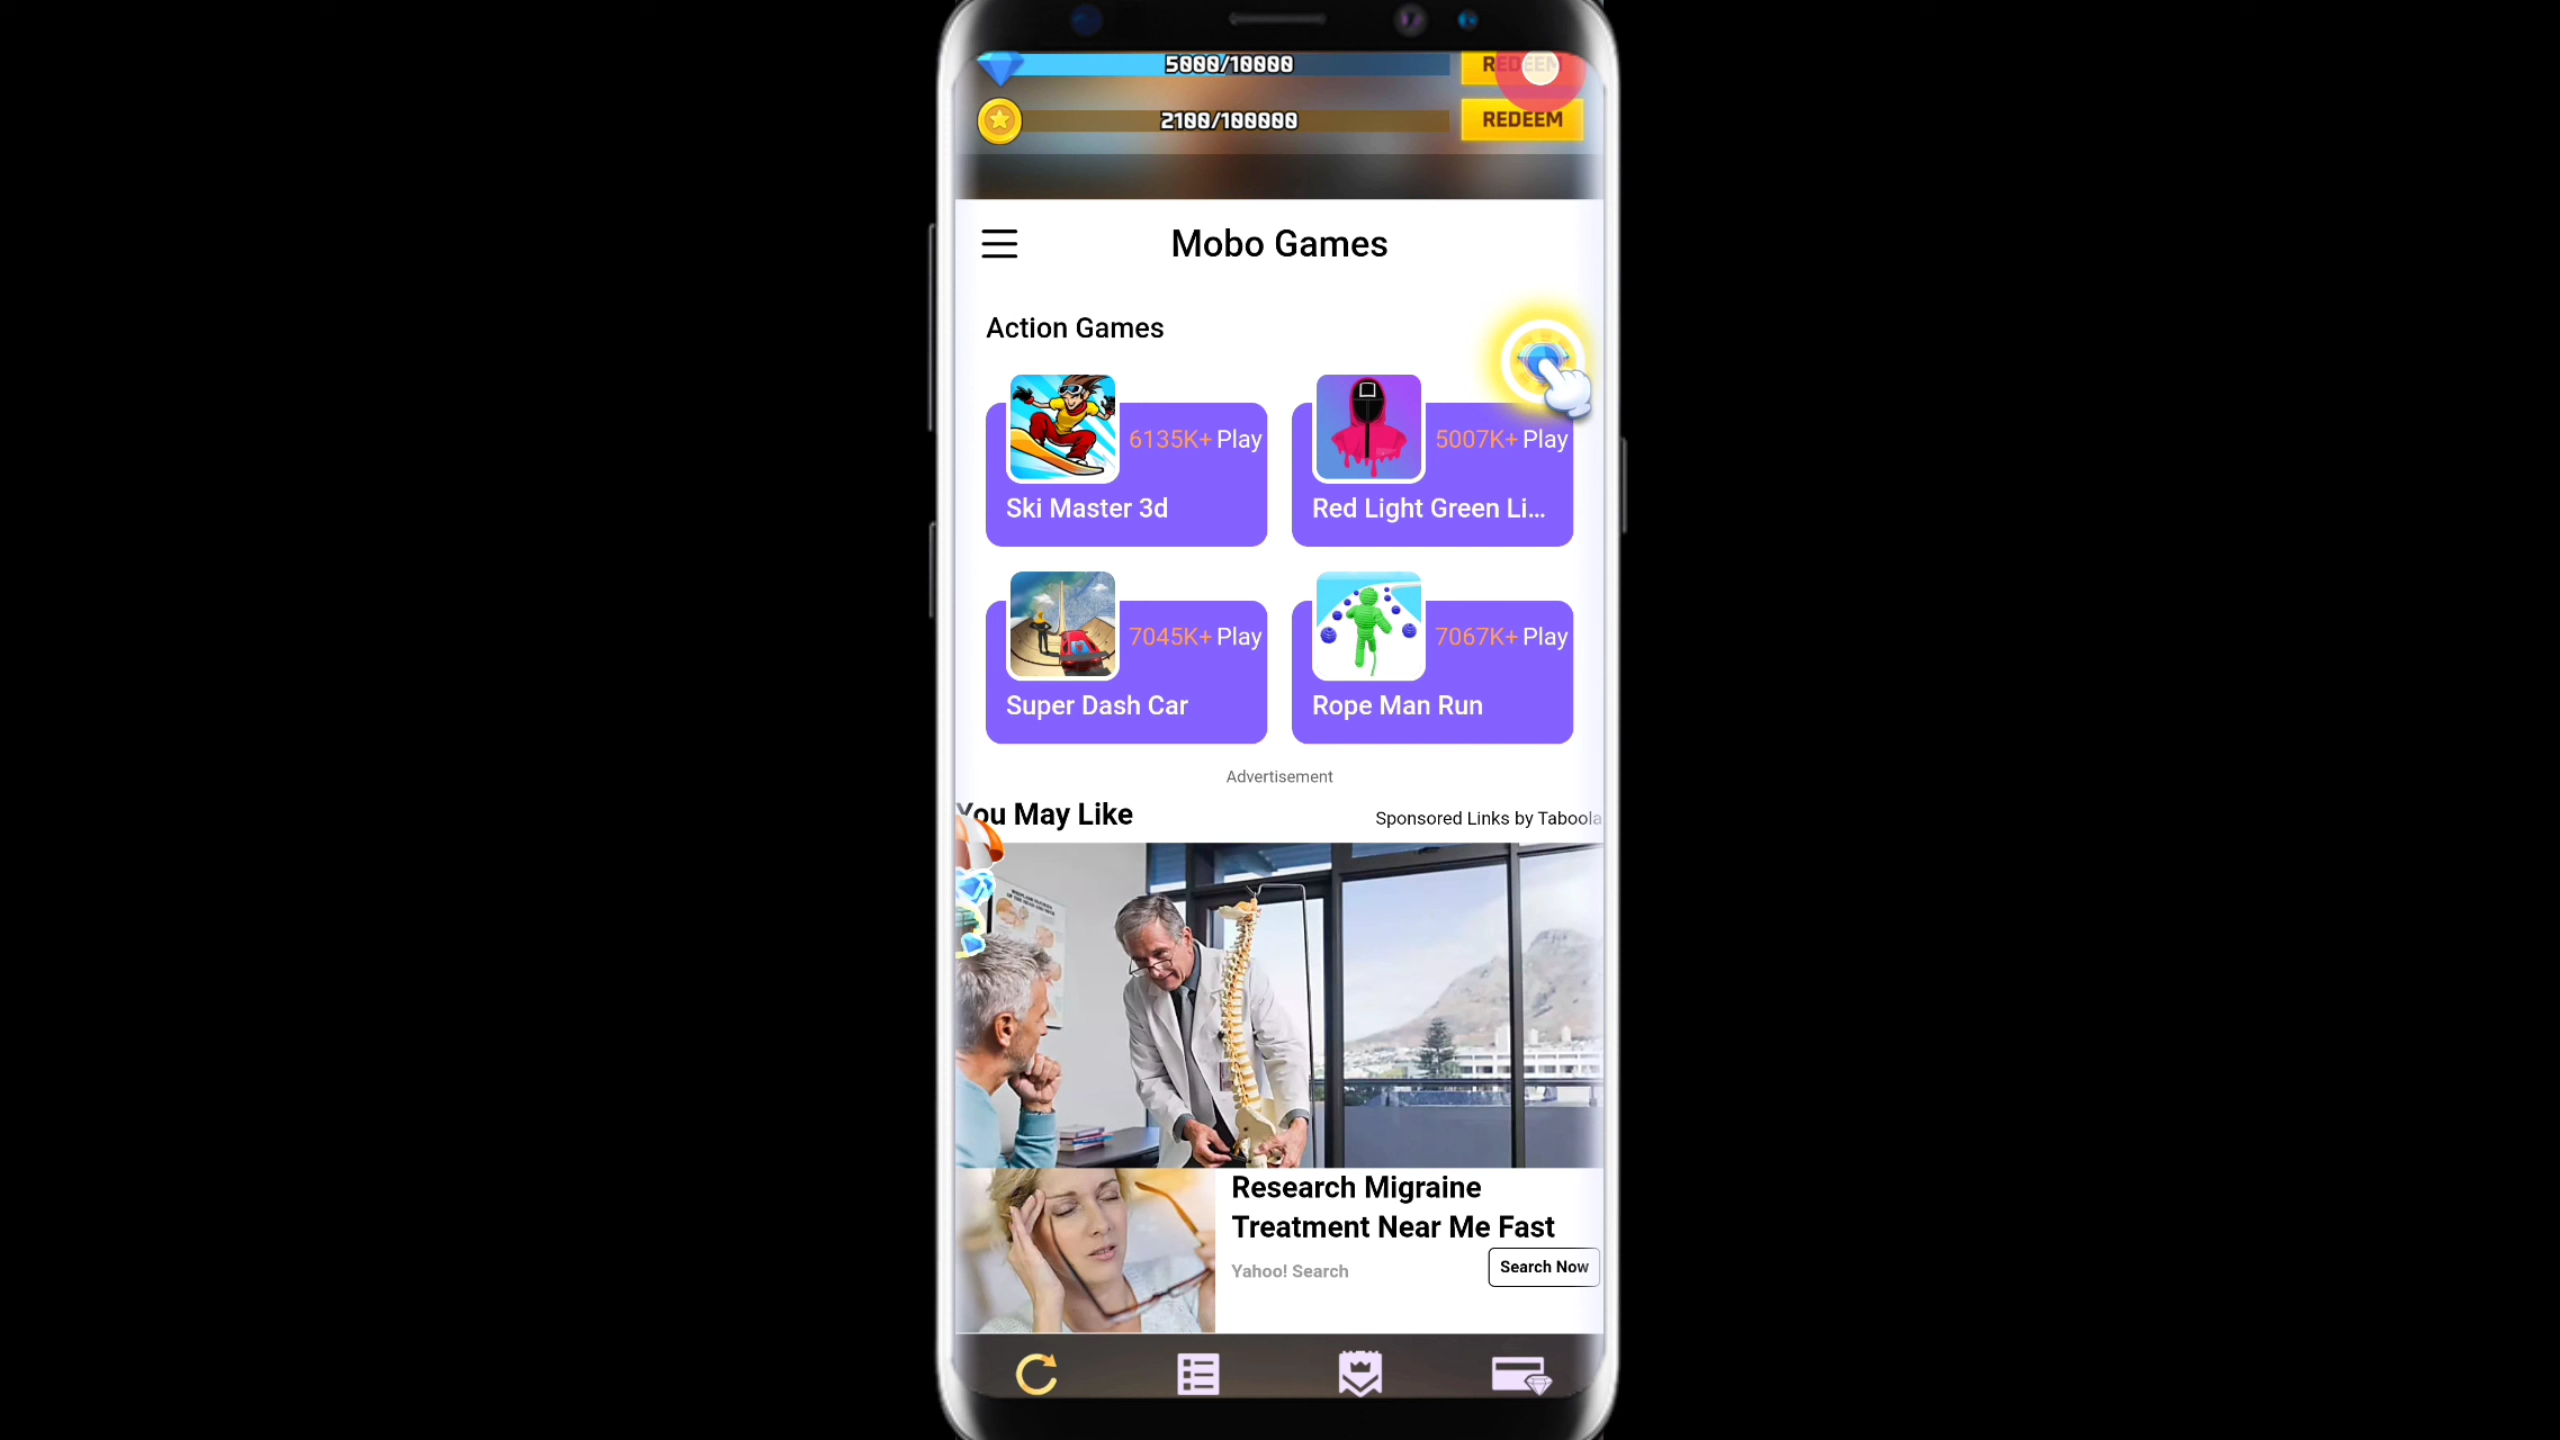 5000/10000
REDEEM
2100/100000
REDEEM
Mobo Games
Action Games
6135K+ Play
5007K+ Play
Ski Master 3d
Red Light Green Li...
7045K+ Play
7067K+ Play
Super Dash Car
Rope Man Run
Advertisement
You May Like
Sponsored Links by Taboola
Research Migraine
Treatment Near Me Fast
Yahoo! Search
Search Now